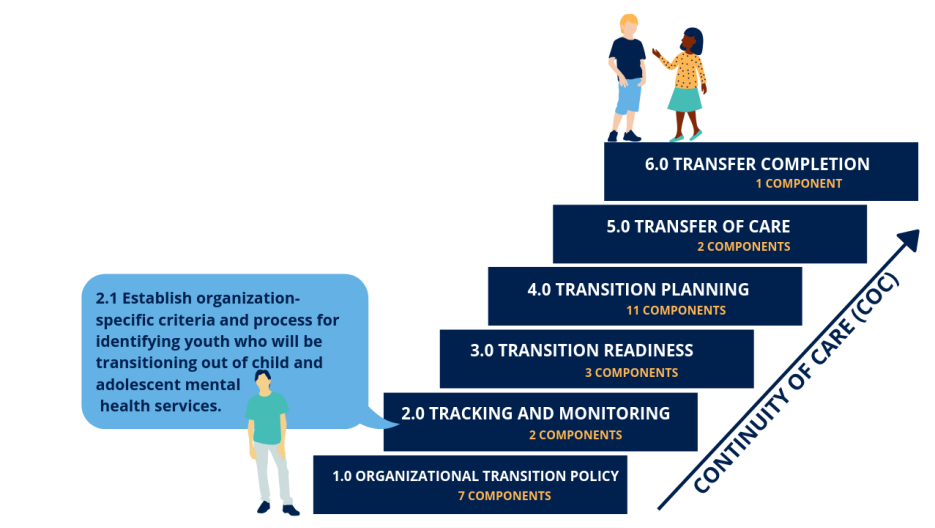 6.0 TRANSFER COMPLETION
1 COMPONENT
5.0 TRANSFER OF CARE
2 COMPONENTS
4.0 TRANSITION PLANNING
11 COMPONENTS
3.0 TRANSITION READINESS
3 COMPONENTS
2.0 TRACKING AND MONITORING
2 COMPONENTS
1.0 ORGANIZATIONAL TRANSITION POLICY
7 COMPONENTS
2.1 Establish organization-
specific criteria and process for
identifying youth who will be
transitioning out of child and
adolescent mental
health services.
CONTINUITY OF CARE (COC)